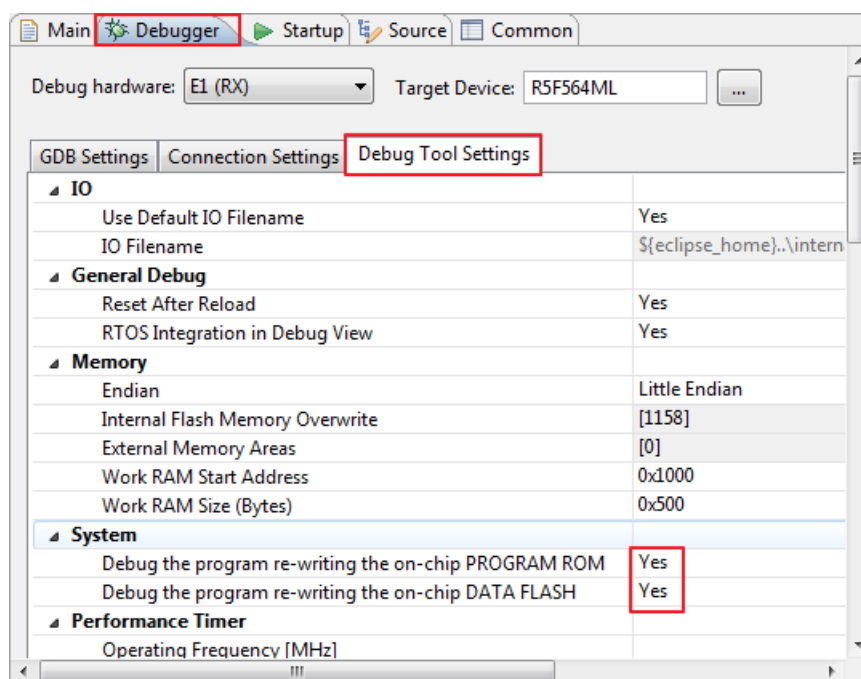 Main Debugger Startup Source Common
Debug hardware: E1 (RX) Target Device: R5F564ML ...
GDB Settings Connection Settings Debug Tool Settings
IO
Use Default IO Filename Yes
IO Filename ${eclipse_home}..\intern
General Debug
Reset After Reload Yes
RTOS Integration in Debug View Yes
Memory
Endian Little Endian
Internal Flash Memory Overwrite [1158]
External Memory Areas [0]
Work RAM Start Address 0x1000
Work RAM Size (Bytes) 0x500
System
Debug the program re-writing the on-chip PROGRAM ROM Yes
Debug the program re-writing the on-chip DATA FLASH Yes
Performance Timer
Operating Frequency [MHz]